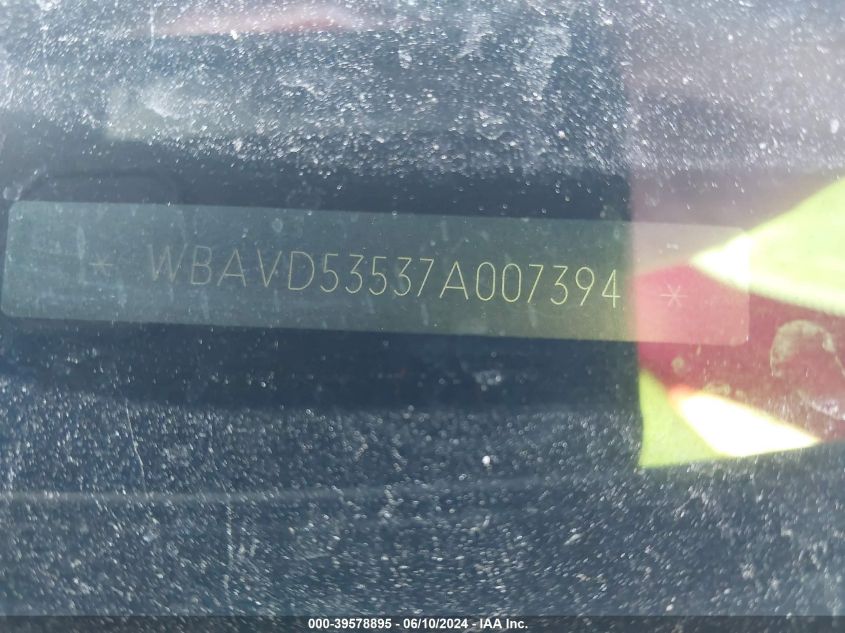 * WBAVD53537A007394 *
000-39578895 - 06/10/2024 - IAA Inc.